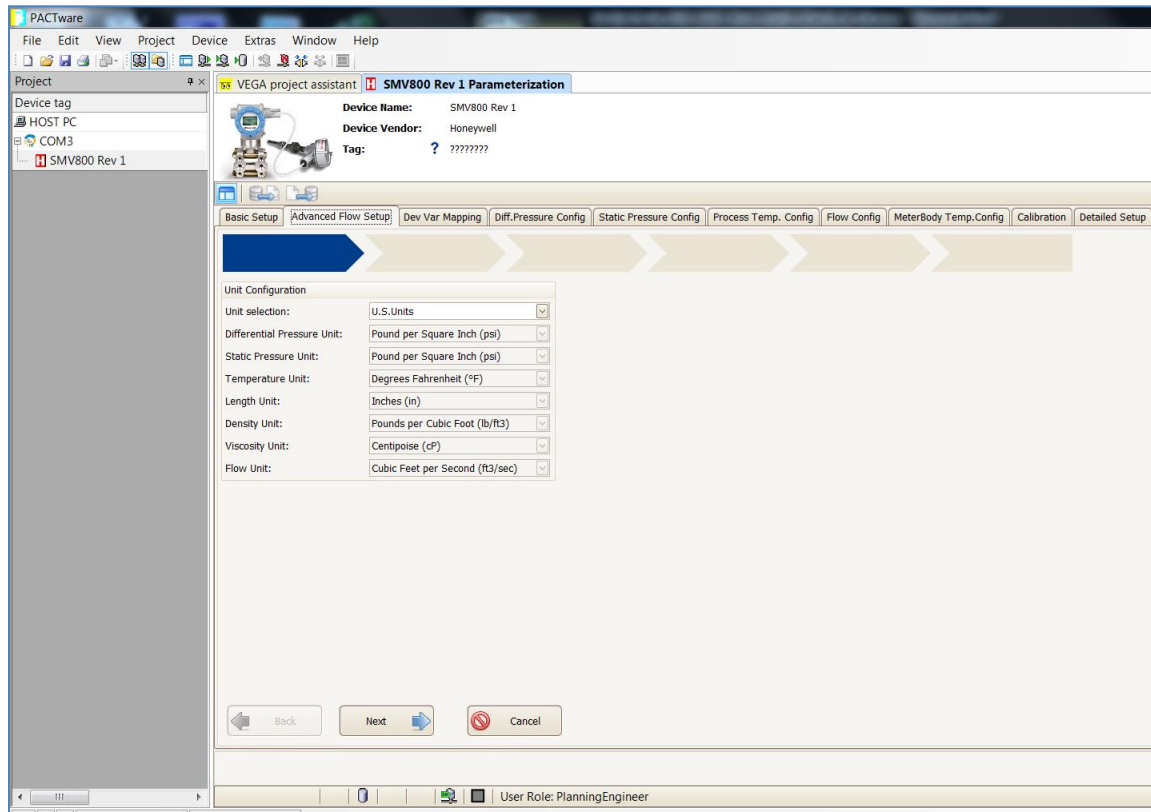 PACTware
File Edit View Project Device Extras Window Help
Project
VEGA project assistant SMV800 Rev 1 Parameterization
Device tag
HOST PC
COM3
SMV800 Rev 1
Device Name: SMV800 Rev 1
Device Vendor: Honeywell
Tag: ? ????????
Basic Setup Advanced Flow Setup Dev Var Mapping Diff.Pressure Config Static Pressure Config Process Temp. Config Flow Config MeterBody Temp.Config Calibration Detailed Setup
Unit Configuration
Unit selection: U.S.Units
Differential Pressure Unit: Pound per Square Inch (psi)
Static Pressure Unit: Pound per Square Inch (psi)
Temperature Unit: Degrees Fahrenheit (°F)
Length Unit: Inches (in)
Density Unit: Pounds per Cubic Foot (lb/ft3)
Viscosity Unit: Centipoise (cP)
Flow Unit: Cubic Feet per Second (ft3/sec)
Back Next Cancel
User Role: PlanningEngineer